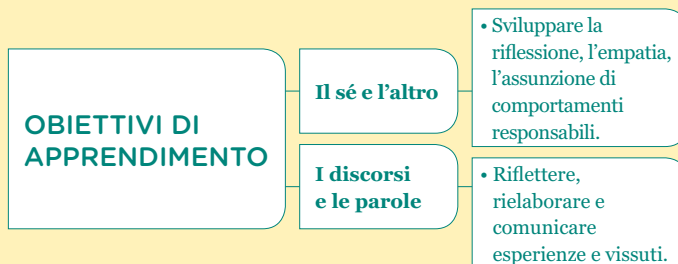 OBIETTIVI DI
APPRENDIMENTO
Il sé e l’altro
• Sviluppare la
riflessione, l’empatia,
l’assunzione di
comportamenti
responsabili.
I discorsi
e le parole
• Riflettere,
rielaborare e
comunicare
esperienze e vissuti.